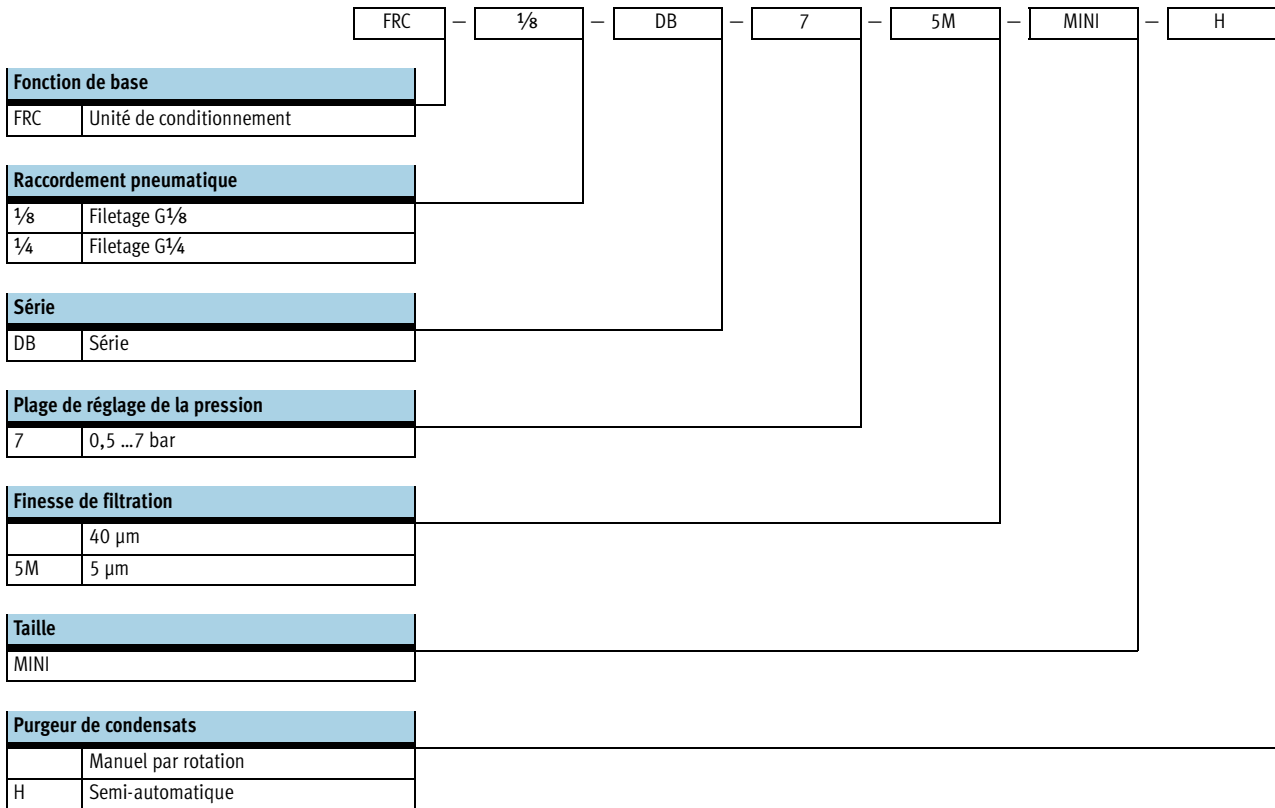 FRC – 1⁄8 – DB – 7 – 5M – MINI – H
Fonction de base
FRC Unité de conditionnement
Raccordement pneumatique
1⁄8 Filetage G1⁄8
1⁄4 Filetage G1⁄4
Série
DB Série
Plage de réglage de la pression
7 0,5 ...7 bar
Finesse de filtration
40 µm
5M 5 µm
Taille
MINI
Purgeur de condensats
Manuel par rotation
H Semi-automatique